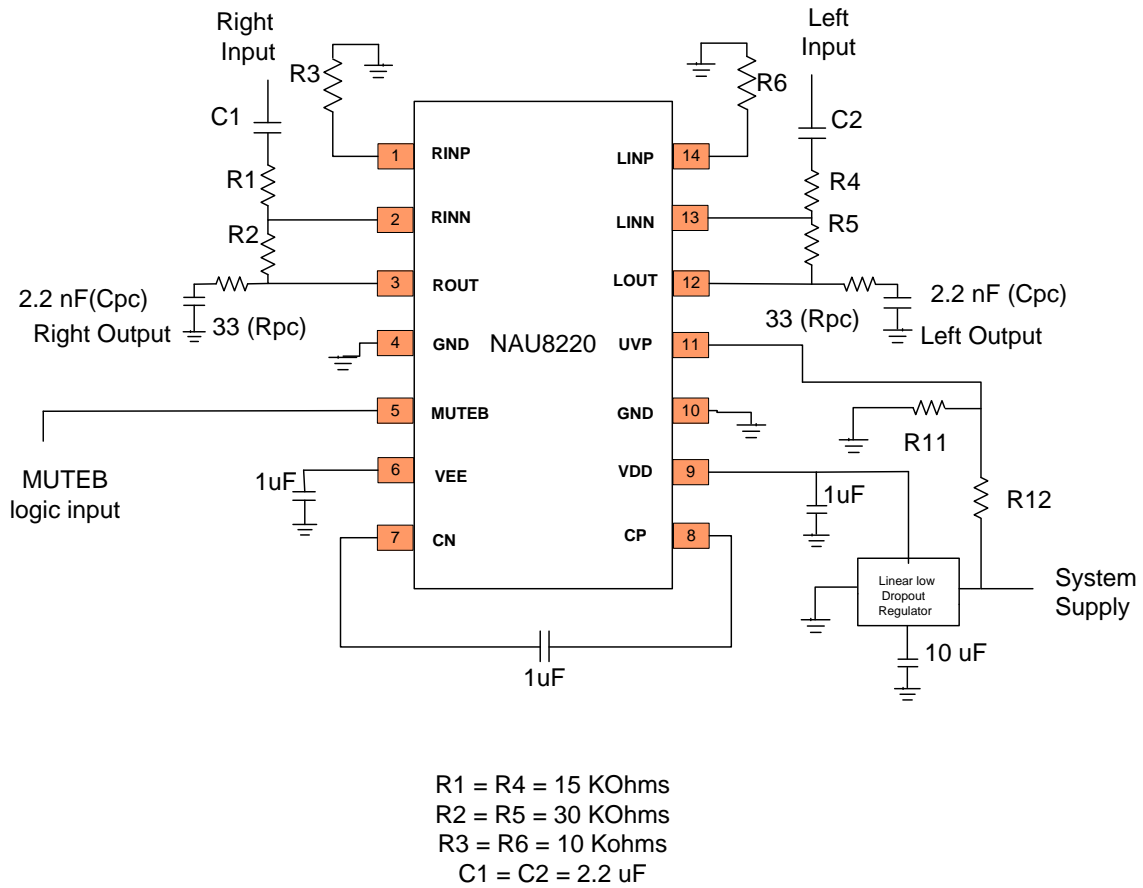 Right
Input
Left
Input
R3
R6
C1
C2
R1
R4
R2
R5
1 RINP
LINP 14
2 RINN
LINN 13
3 ROUT
LOUT 12
2.2 nF(Cpc)
Right Output
33 (Rpc)
33 (Rpc)
2.2 nF (Cpc)
Left Output
4 GND
NAU8220
UVP 11
5 MUTEB
GND 10
R11
MUTEB
logic input
6 VEE
1uF
VDD 9
1uF
R12
7 CN
CP 8
Linear low
Dropout
Regulator
System
Supply
10 uF
1uF
R1 = R4 = 15 KOhms
R2 = R5 = 30 KOhms
R3 = R6 = 10 Kohms
C1 = C2 = 2.2 uF